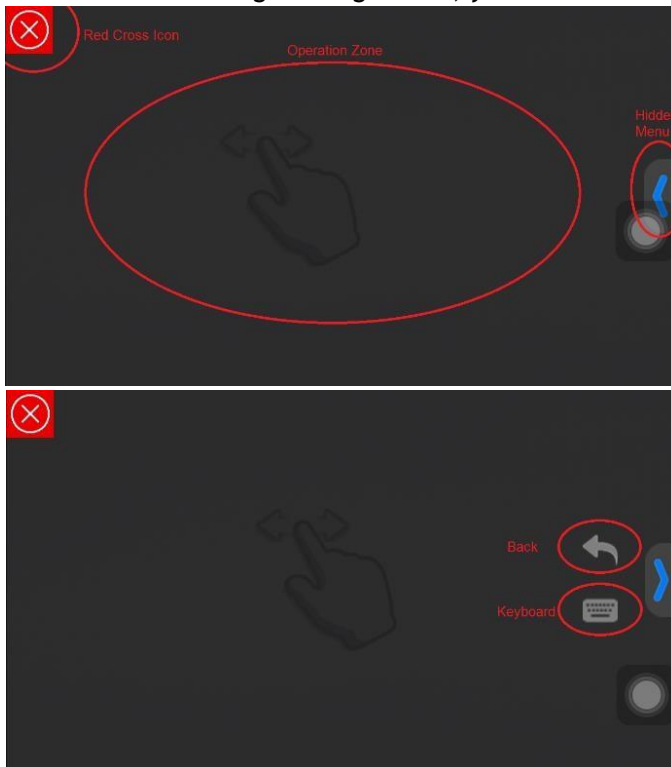 Red Cross Icon
Operation Zone
Hidde
Menu
Back
Keyboard